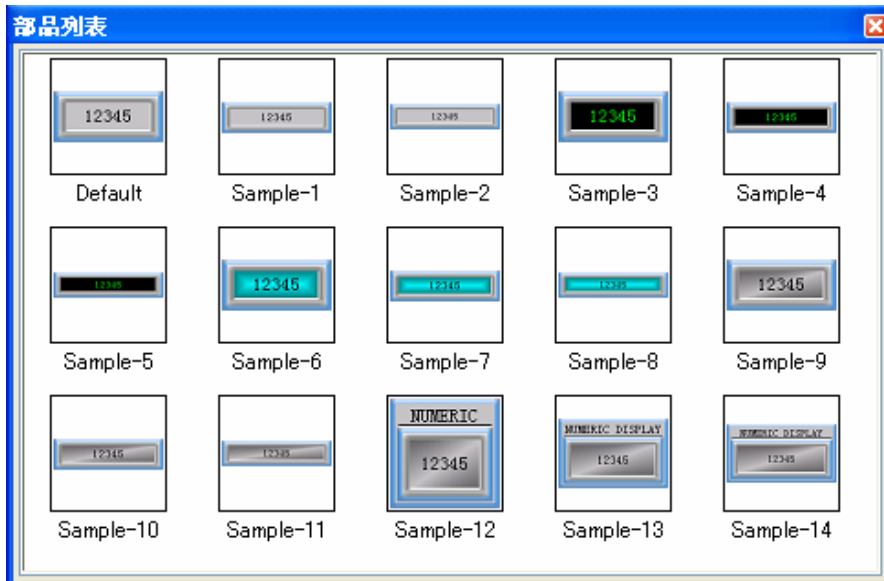 部品列表
12345 12345 12345 12345 12345
Default Sample-1 Sample-2 Sample-3 Sample-4
12345 12345 12345 12345 12345
Sample-5 Sample-6 Sample-7 Sample-8 Sample-9
NUMERIC NUMERIC DISPLAY NUMERIC DISPLAY
12345 12345 12345 12345 12345
Sample-10 Sample-11 Sample-12 Sample-13 Sample-14